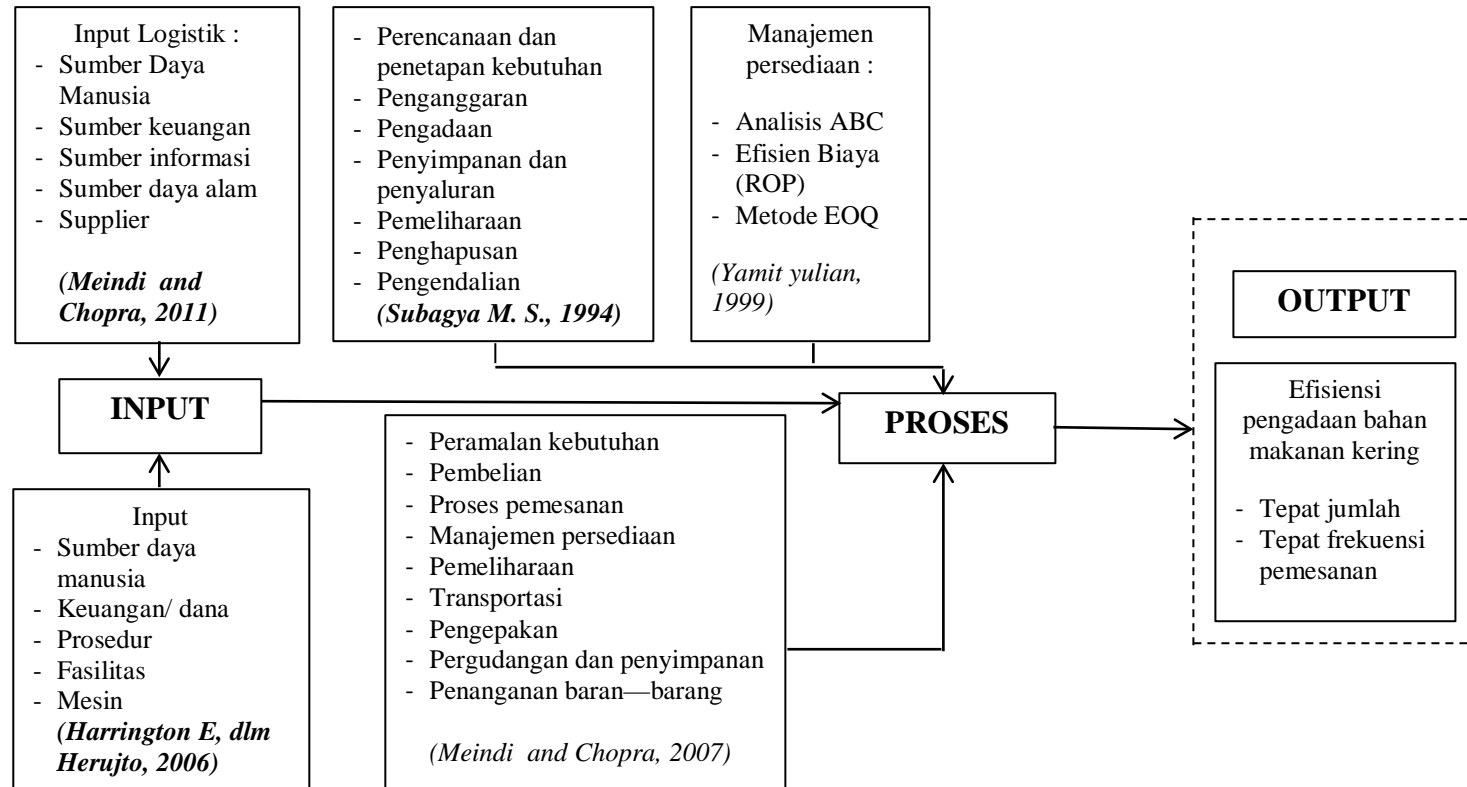 Input Logistik :
- Sumber Daya
Manusia
- Sumber keuangan
- Sumber informasi
- Sumber daya alam
- Supplier
(Meindi and
Chopra, 2011)
- Perencanaan dan
penetapan kebutuhan
- Penganggaran
- Pengadaan
- Penyimpanan dan
penyaluran
- Pemeliharaan
- Penghapusan
- Pengendalian
(Subagya M. S., 1994)
Manajemen
persediaan :
- Analisis ABC
- Efisien Biaya
(ROP)
- Metode EOQ
(Yamit yulian,
1999)
INPUT
PROSES
OUTPUT
Efisiensi
pengadaan bahan
makanan kering
- Tepat jumlah
- Tepat frekuensi
pemesanan
Input
- Sumber daya
manusia
- Keuangan/ dana
- Prosedur
- Fasilitas
- Mesin
(Harrington E, dlm
Herujto, 2006)
- Peramalan kebutuhan
- Pembelian
- Proses pemesanan
- Manajemen persediaan
- Pemeliharaan
- Transportasi
- Pengepakan
- Pergudangan dan penyimpanan
- Penanganan baran—barang
(Meindi and Chopra, 2007)